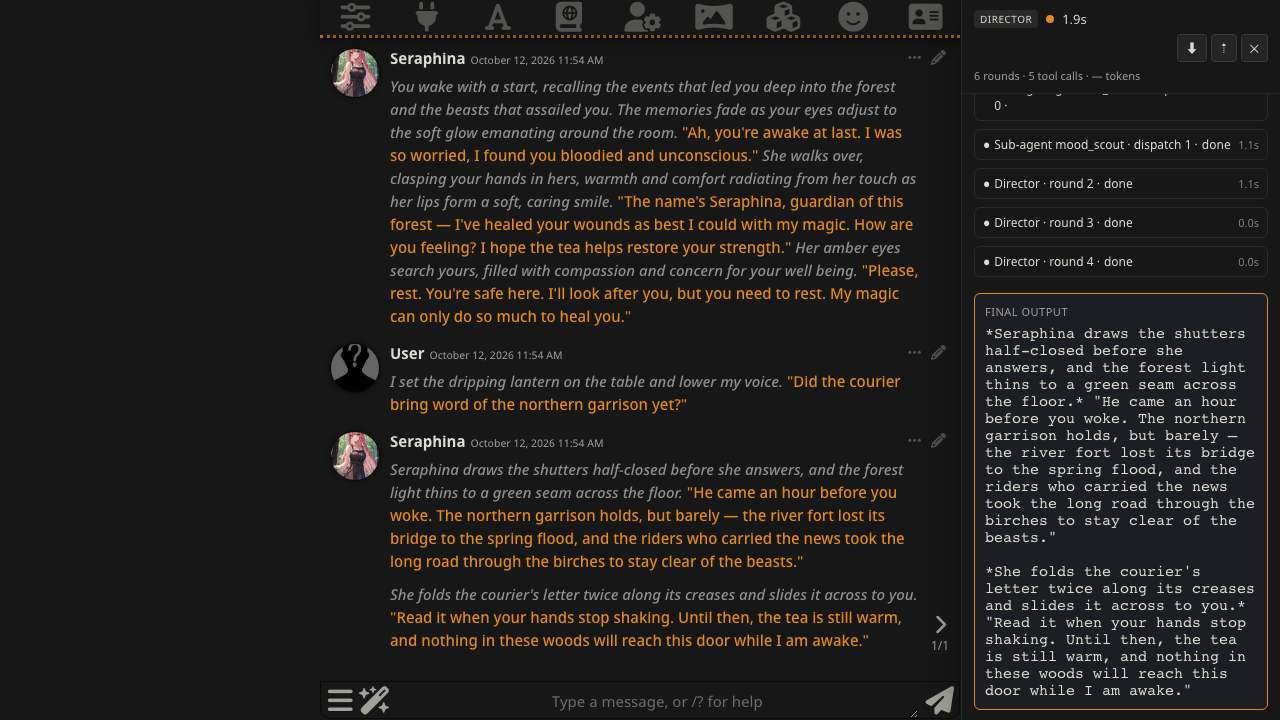 Seraphina October 12, 2026 11:54 AM
You wake with a start, recalling the events that led you deep into the forest
and the beasts that assailed you. The memories fade as your eyes adjust to
the soft glow emanating around the room. "Ah, you're awake at last. I was
so worried, I found you bloodied and unconscious." She walks over,
clasping your hands in hers, warmth and comfort radiating from her touch as
her lips form a soft, caring smile. "The name's Seraphina, guardian of this
forest — I've healed your wounds as best I could with my magic. How are
you feeling? I hope the tea helps restore your strength." Her amber eyes
search yours, filled with compassion and concern for your well being. "Please,
rest. You're safe here. I'll look after you, but you need to rest. My magic
can only do so much to heal you."
User October 12, 2026 11:54 AM
I set the dripping lantern on the table and lower my voice. "Did the courier
bring word of the northern garrison yet?"
Seraphina October 12, 2026 11:54 AM
Seraphina draws the shutters half-closed before she answers, and the forest
light thins to a green seam across the floor. "He came an hour before you
woke. The northern garrison holds, but barely — the river fort lost its
bridge to the spring flood, and the riders who carried the news took the
long road through the birches to stay clear of the beasts."
She folds the courier's letter twice along its creases and slides it across to you.
"Read it when your hands stop shaking. Until then, the tea is still warm,
and nothing in these woods will reach this door while I am awake."
1/1
Type a message, or /? for help
DIRECTOR 1.9s
6 rounds · 5 tool calls · — tokens
0 ·
Sub-agent mood_scout · dispatch 1 · done 1.1s
Director · round 2 · done 1.1s
Director · round 3 · done 0.0s
Director · round 4 · done 0.0s
FINAL OUTPUT
*Seraphina draws the shutters
half-closed before she
answers, and the forest light
thins to a green seam across
the floor.* "He came an hour
before you woke. The northern
garrison holds, but barely —
the river fort lost its bridge
to the spring flood, and the
riders who carried the news
took the long road through the
birches to stay clear of the
beasts."
*She folds the courier's
letter twice along its creases
and slides it across to you.*
"Read it when your hands stop
shaking. Until then, the tea
is still warm, and nothing in
these woods will reach this
door while I am awake."